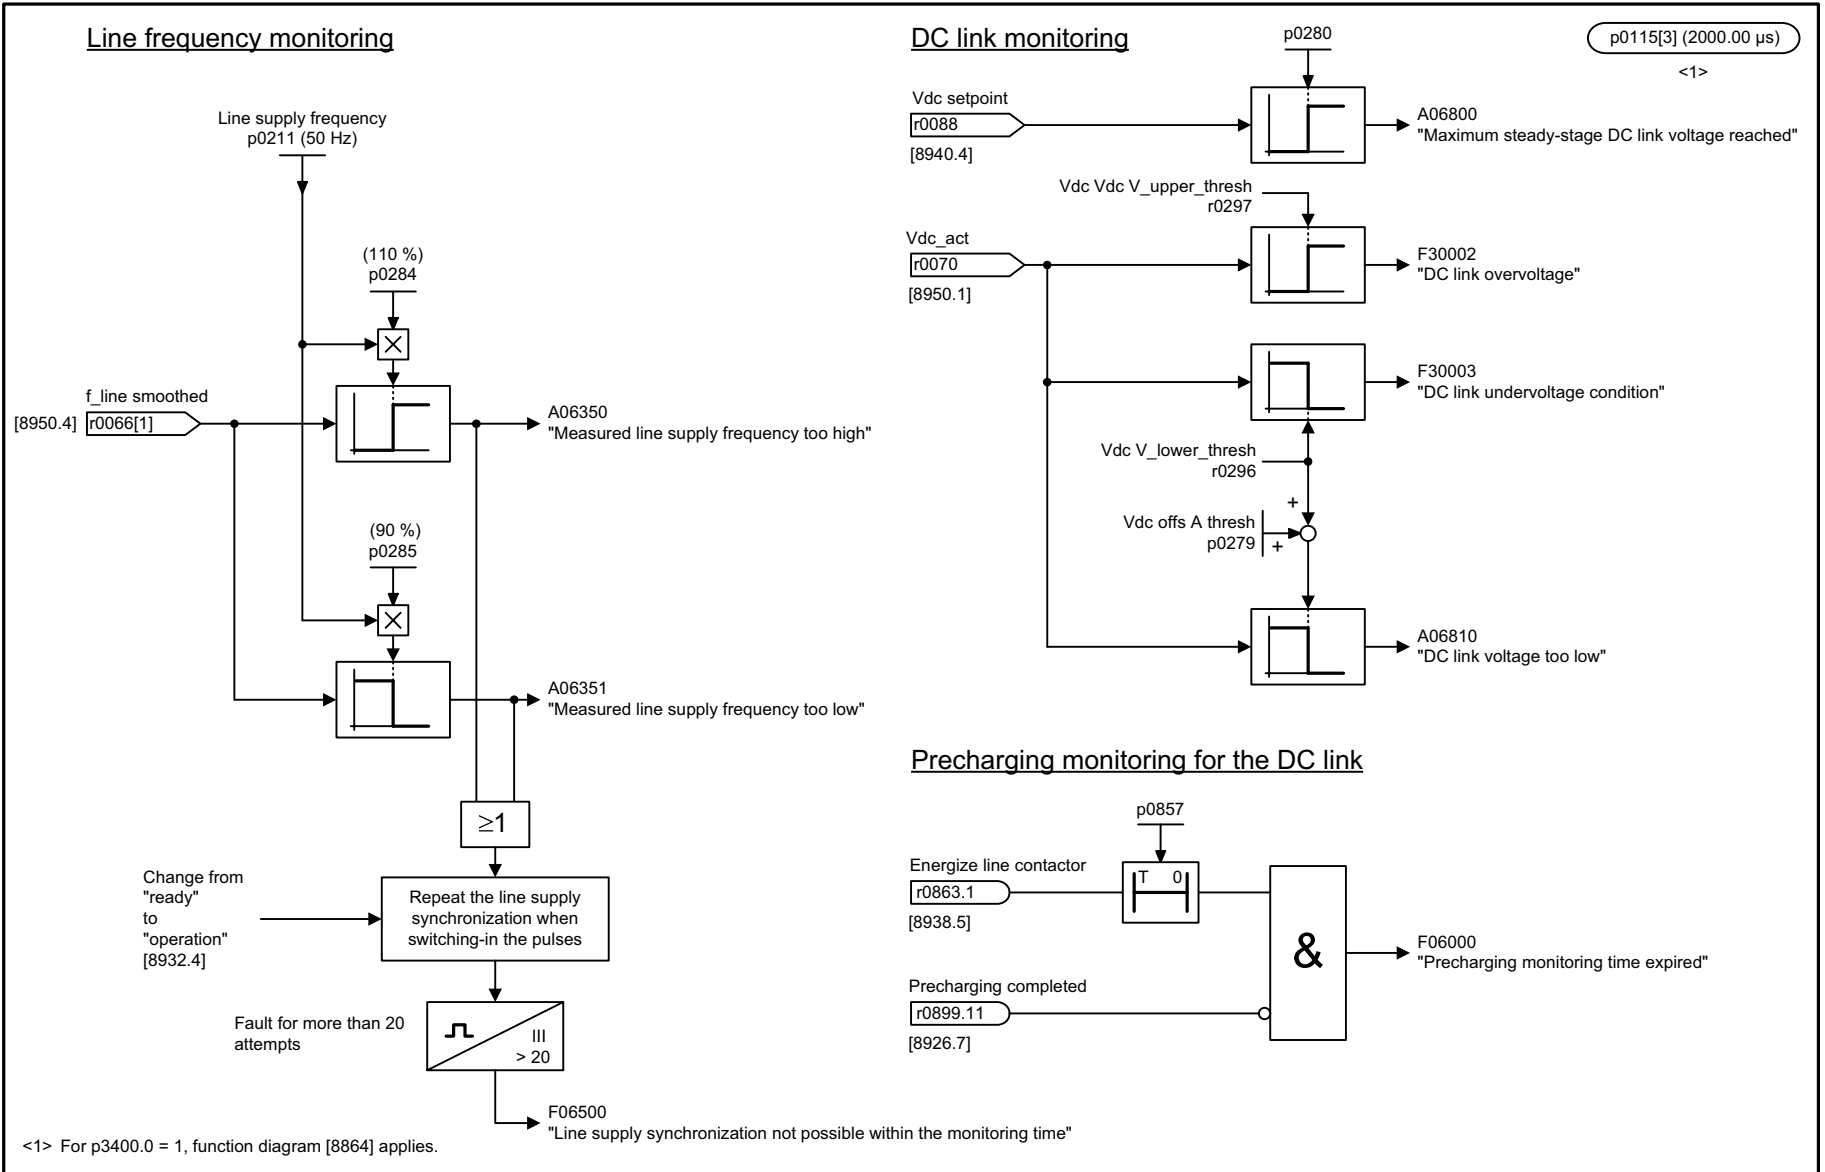 Line frequency monitoring
Line supply frequency
p0211 (50 Hz)
(110 %)
p0284
f_line smoothed
[8950.4]
r0066[1]
A06350
"Measured line supply frequency too high"
(90 %)
p0285
A06351
"Measured line supply frequency too low"
≥1
Change from
"ready"
to
"operation"
[8932.4]
Repeat the line supply
synchronization when
switching-in the pulses
Fault for more than 20
attempts
III
> 20
F06500
"Line supply synchronization not possible within the monitoring time"
<1> For p3400.0 = 1, function diagram [8864] applies.
DC link monitoring
p0280
p0115[3] (2000.00 µs)
<1>
Vdc setpoint
r0088
[8940.4]
A06800
"Maximum steady-stage DC link voltage reached"
Vdc Vdc V_upper_thresh
r0297
Vdc_act
r0070
[8950.1]
F30002
"DC link overvoltage"
F30003
"DC link undervoltage condition"
Vdc V_lower_thresh
r0296
+
Vdc offs A thresh
p0279
+
A06810
"DC link voltage too low"
Precharging monitoring for the DC link
p0857
Energize line contactor
r0863.1
[8938.5]
T 0
&
F06000
"Precharging monitoring time expired"
Precharging completed
r0899.11
[8926.7]